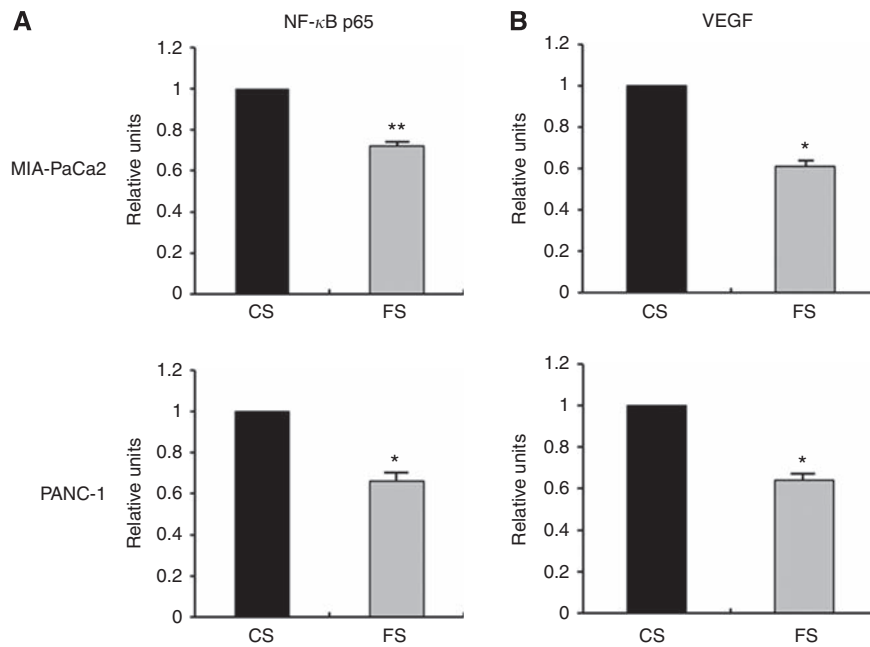 A
NF-κB p65
B
VEGF
MIA-PaCa2
Relative units
1.2
1
0.8
0.6
0.4
0.2
0
**
CS
FS
Relative units
1.2
1
0.8
0.6
0.4
0.2
0
*
CS
FS
PANC-1
Relative units
1.2
1
0.8
0.6
0.4
0.2
0
*
CS
FS
Relative units
1.2
1
0.8
0.6
0.4
0.2
0
*
CS
FS